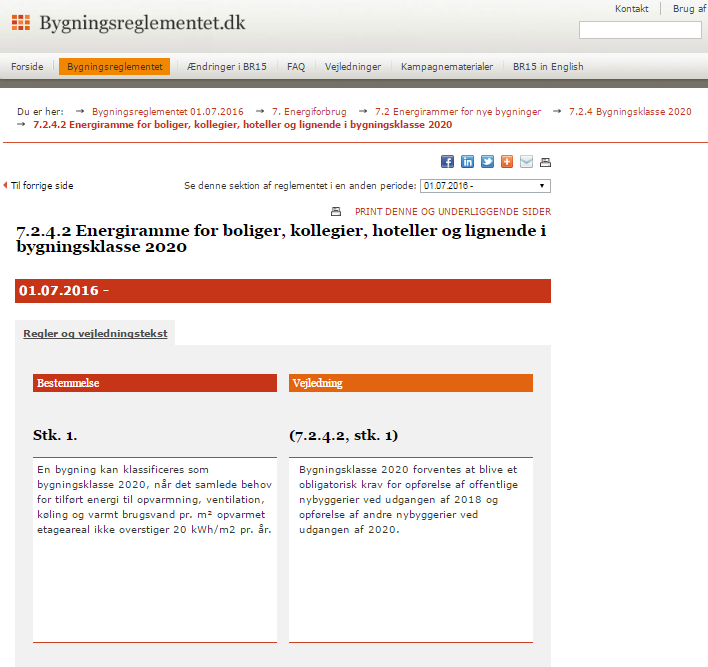 Kontakt Brug af
Bygningsreglementet.dk
Forside Bygningsreglementet Ændringer i BR15 FAQ Vejledninger Kampagnematerialer BR15 in English
Du er her: → Bygningsreglementet 01.07.2016 → 7. Energiforbrug → 7.2 Energirammer for nye bygninger → 7.2.4 Bygningsklasse 2020
→ 7.2.4.2 Energiramme for boliger, kollegier, hoteller og lignende i bygningsklasse 2020
Til forrige side Se denne sektion af reglementet i en anden periode: 01.07.2016 -
PRINT DENNE OG UNDERLIGGENDE SIDER
7.2.4.2 Energiramme for boliger, kollegier, hoteller og lignende i
bygningsklasse 2020
01.07.2016 -
Regler og vejledningstekst
Bestemmelse
Stk. 1.
En bygning kan klassificeres som
bygningsklasse 2020, når det samlede behov
for tilført energi til opvarmning, ventilation,
køling og varmt brugsvand pr. m² opvarmet
etageareal ikke overstiger 20 kWh/m2 pr. år.
Vejledning
(7.2.4.2, stk. 1)
Bygningsklasse 2020 forventes at blive et
obligatorisk krav for opførelse af offentlige
nybyggerier ved udgangen af 2018 og
opførelse af andre nybyggerier ved
udgangen af 2020.